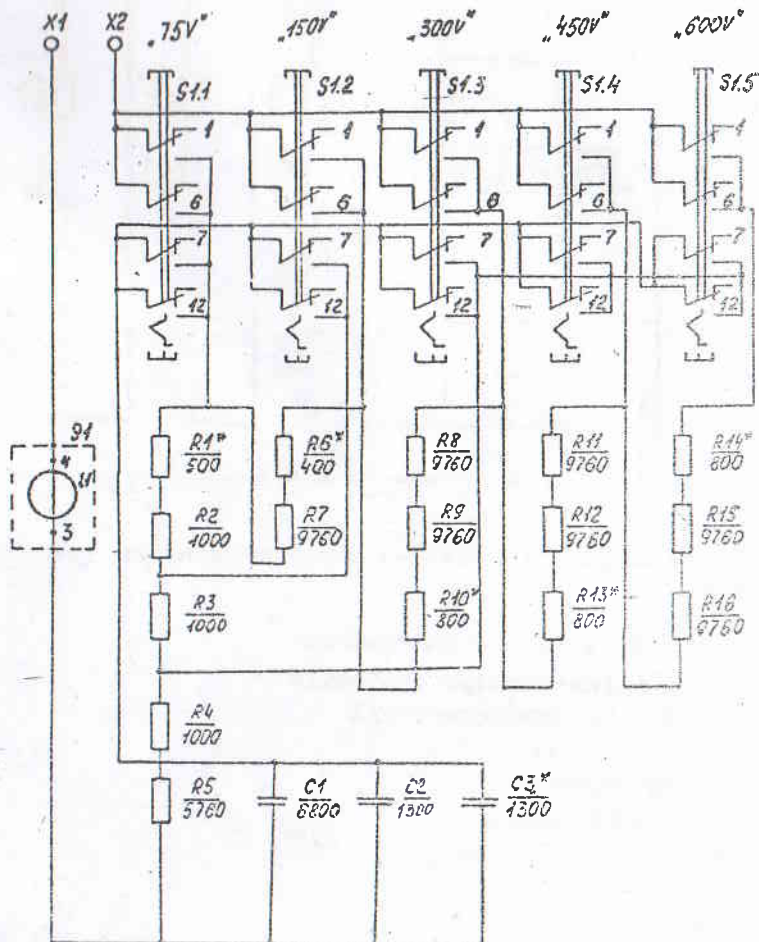 X1 X2 „75V" „150V" „300V" „450V" „600V"
S1.1 S1.2 S1.3 S1.4 S1.5
1 1 1 1 1
6 6 6 6 6
7 7 7 7 7
12 12 12 12 12
4
3
R1*
500
R6*
400
R8
9760
R11
9760
R14*
800
R2
1000
R7
9760
R9
9760
R12
9760
R15
9760
R3
1000
R10*
800
R13*
800
R16
9760
R4
1000
R5
5760
C1
6800
C2
1300
C3*
1300